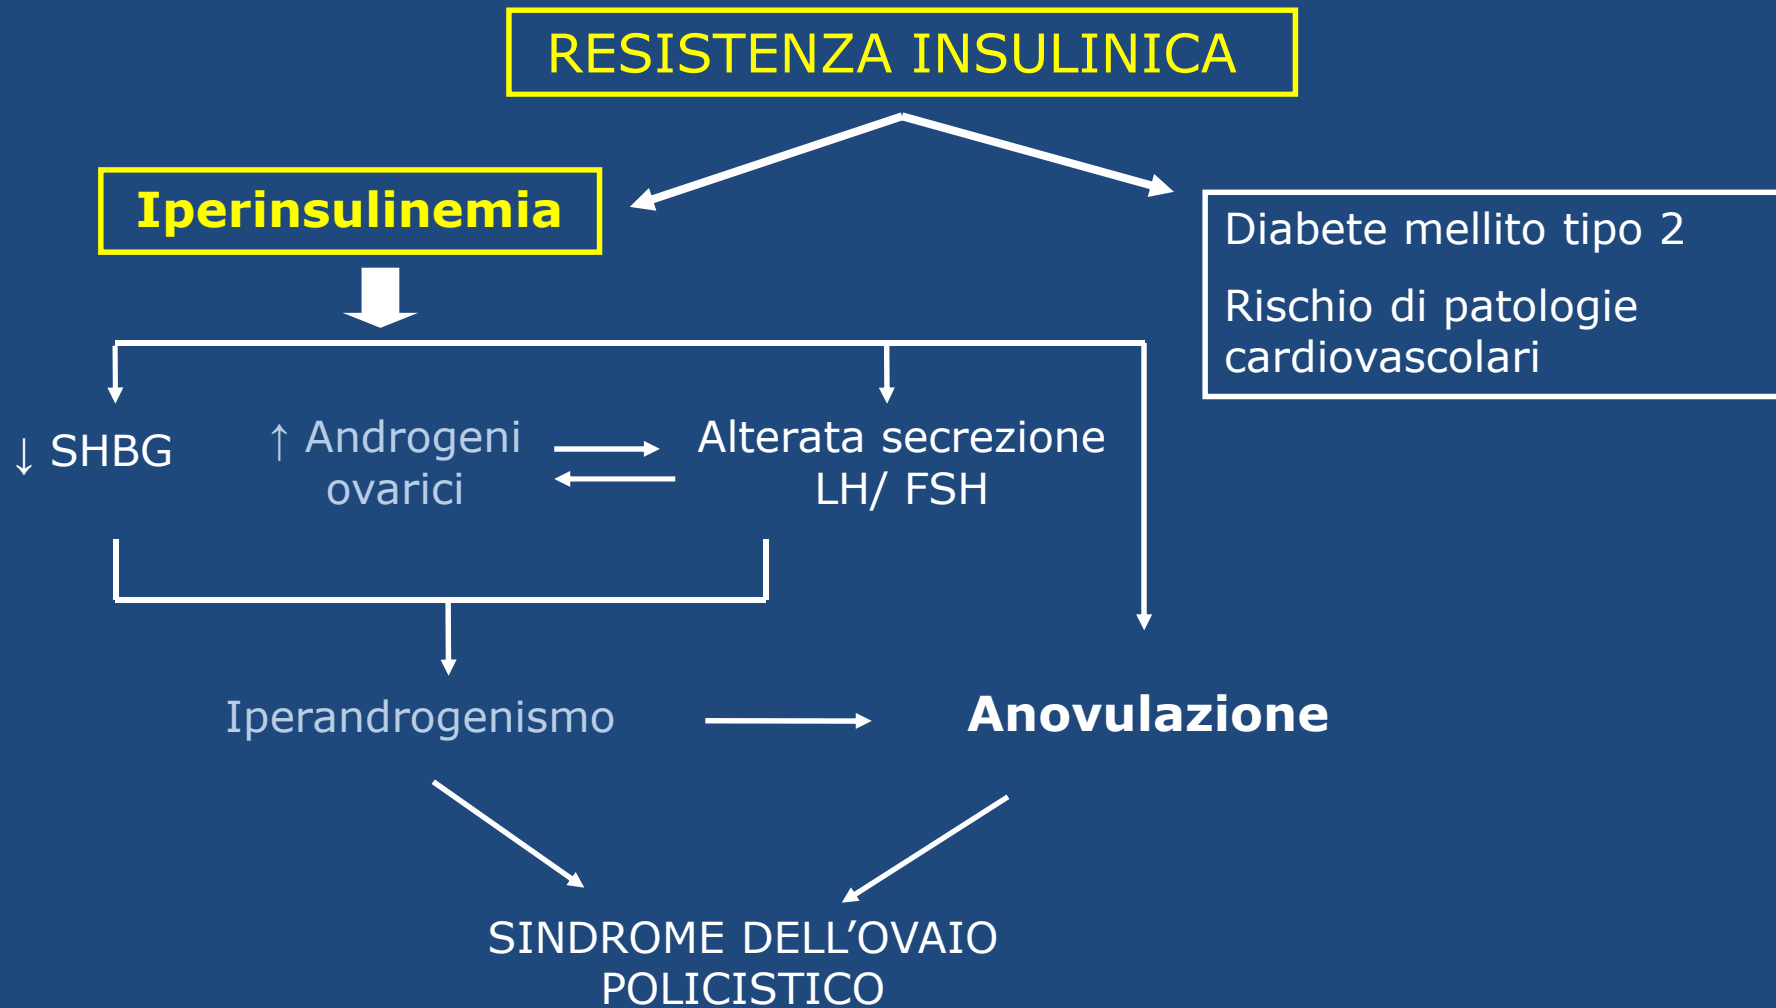 RESISTENZA INSULINICA
Iperinsulinemia
Diabete mellito tipo 2
Rischio di patologie
cardiovascolari
↓ SHBG
↑ Androgeni
ovarici
Alterata secrezione
LH/ FSH
Iperandrogenismo
Anovulazione
SINDROME DELL’OVAIO
POLICISTICO